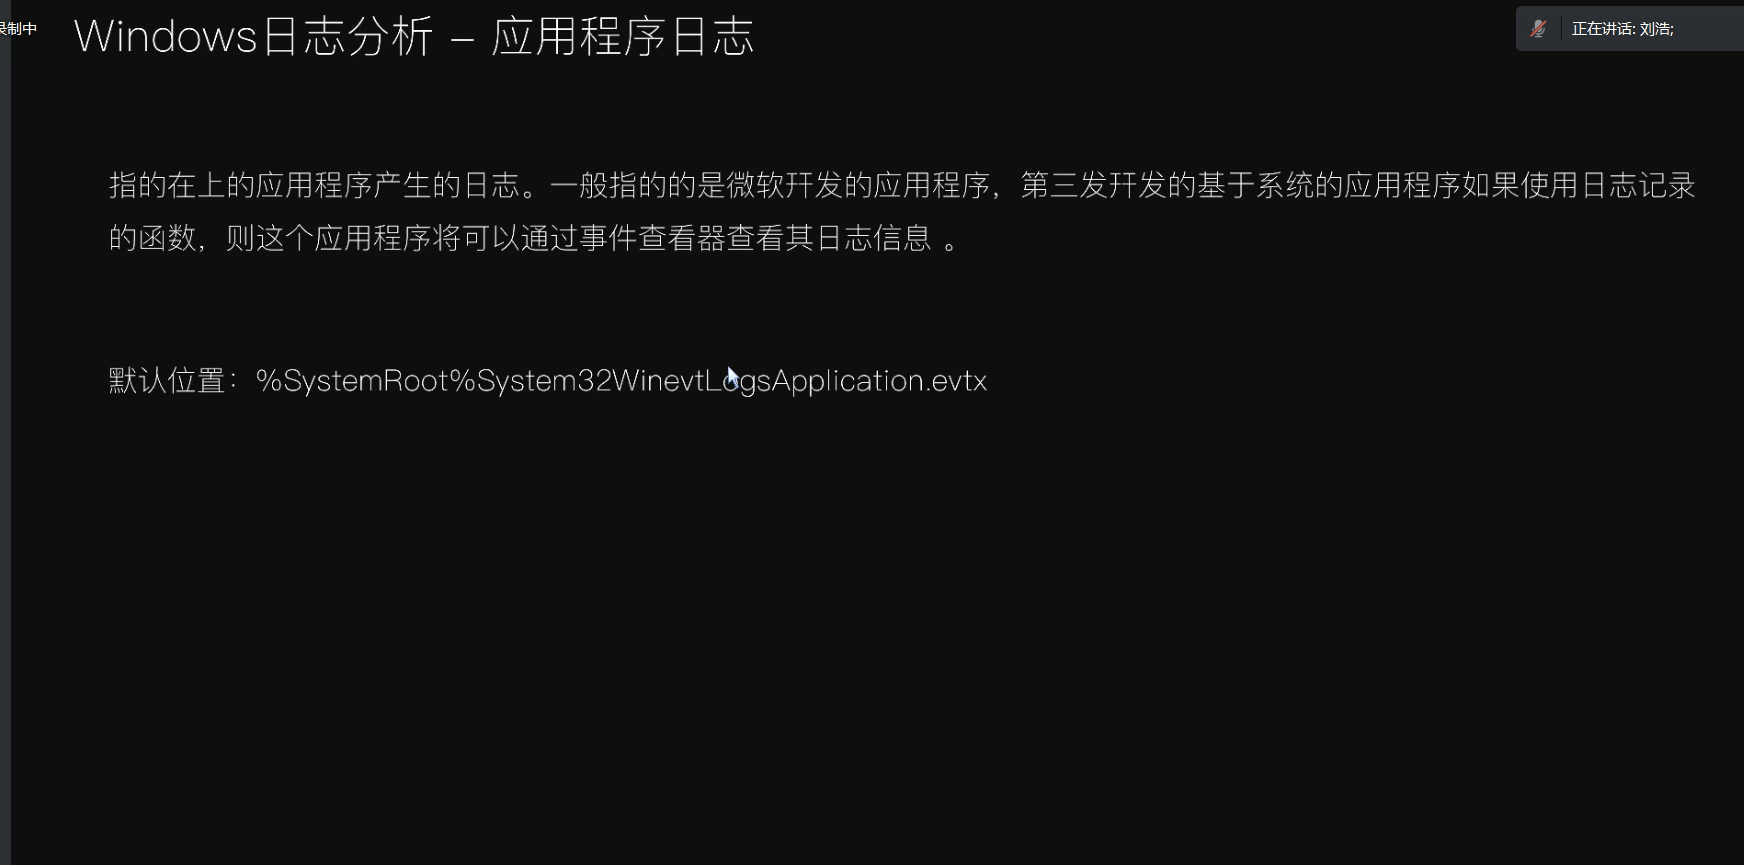 录制中
Windows日志分析 – 应用程序日志
正在讲话: 刘浩;
指的在上的应用程序产生的日志。一般指的的是微软开发的应用程序，第三发开发的基于系统的应用程序如果使用日志记录
的函数，则这个应用程序将可以通过事件查看器查看其日志信息 。
默认位置：%SystemRoot%System32WinevtLogsApplication.evtx